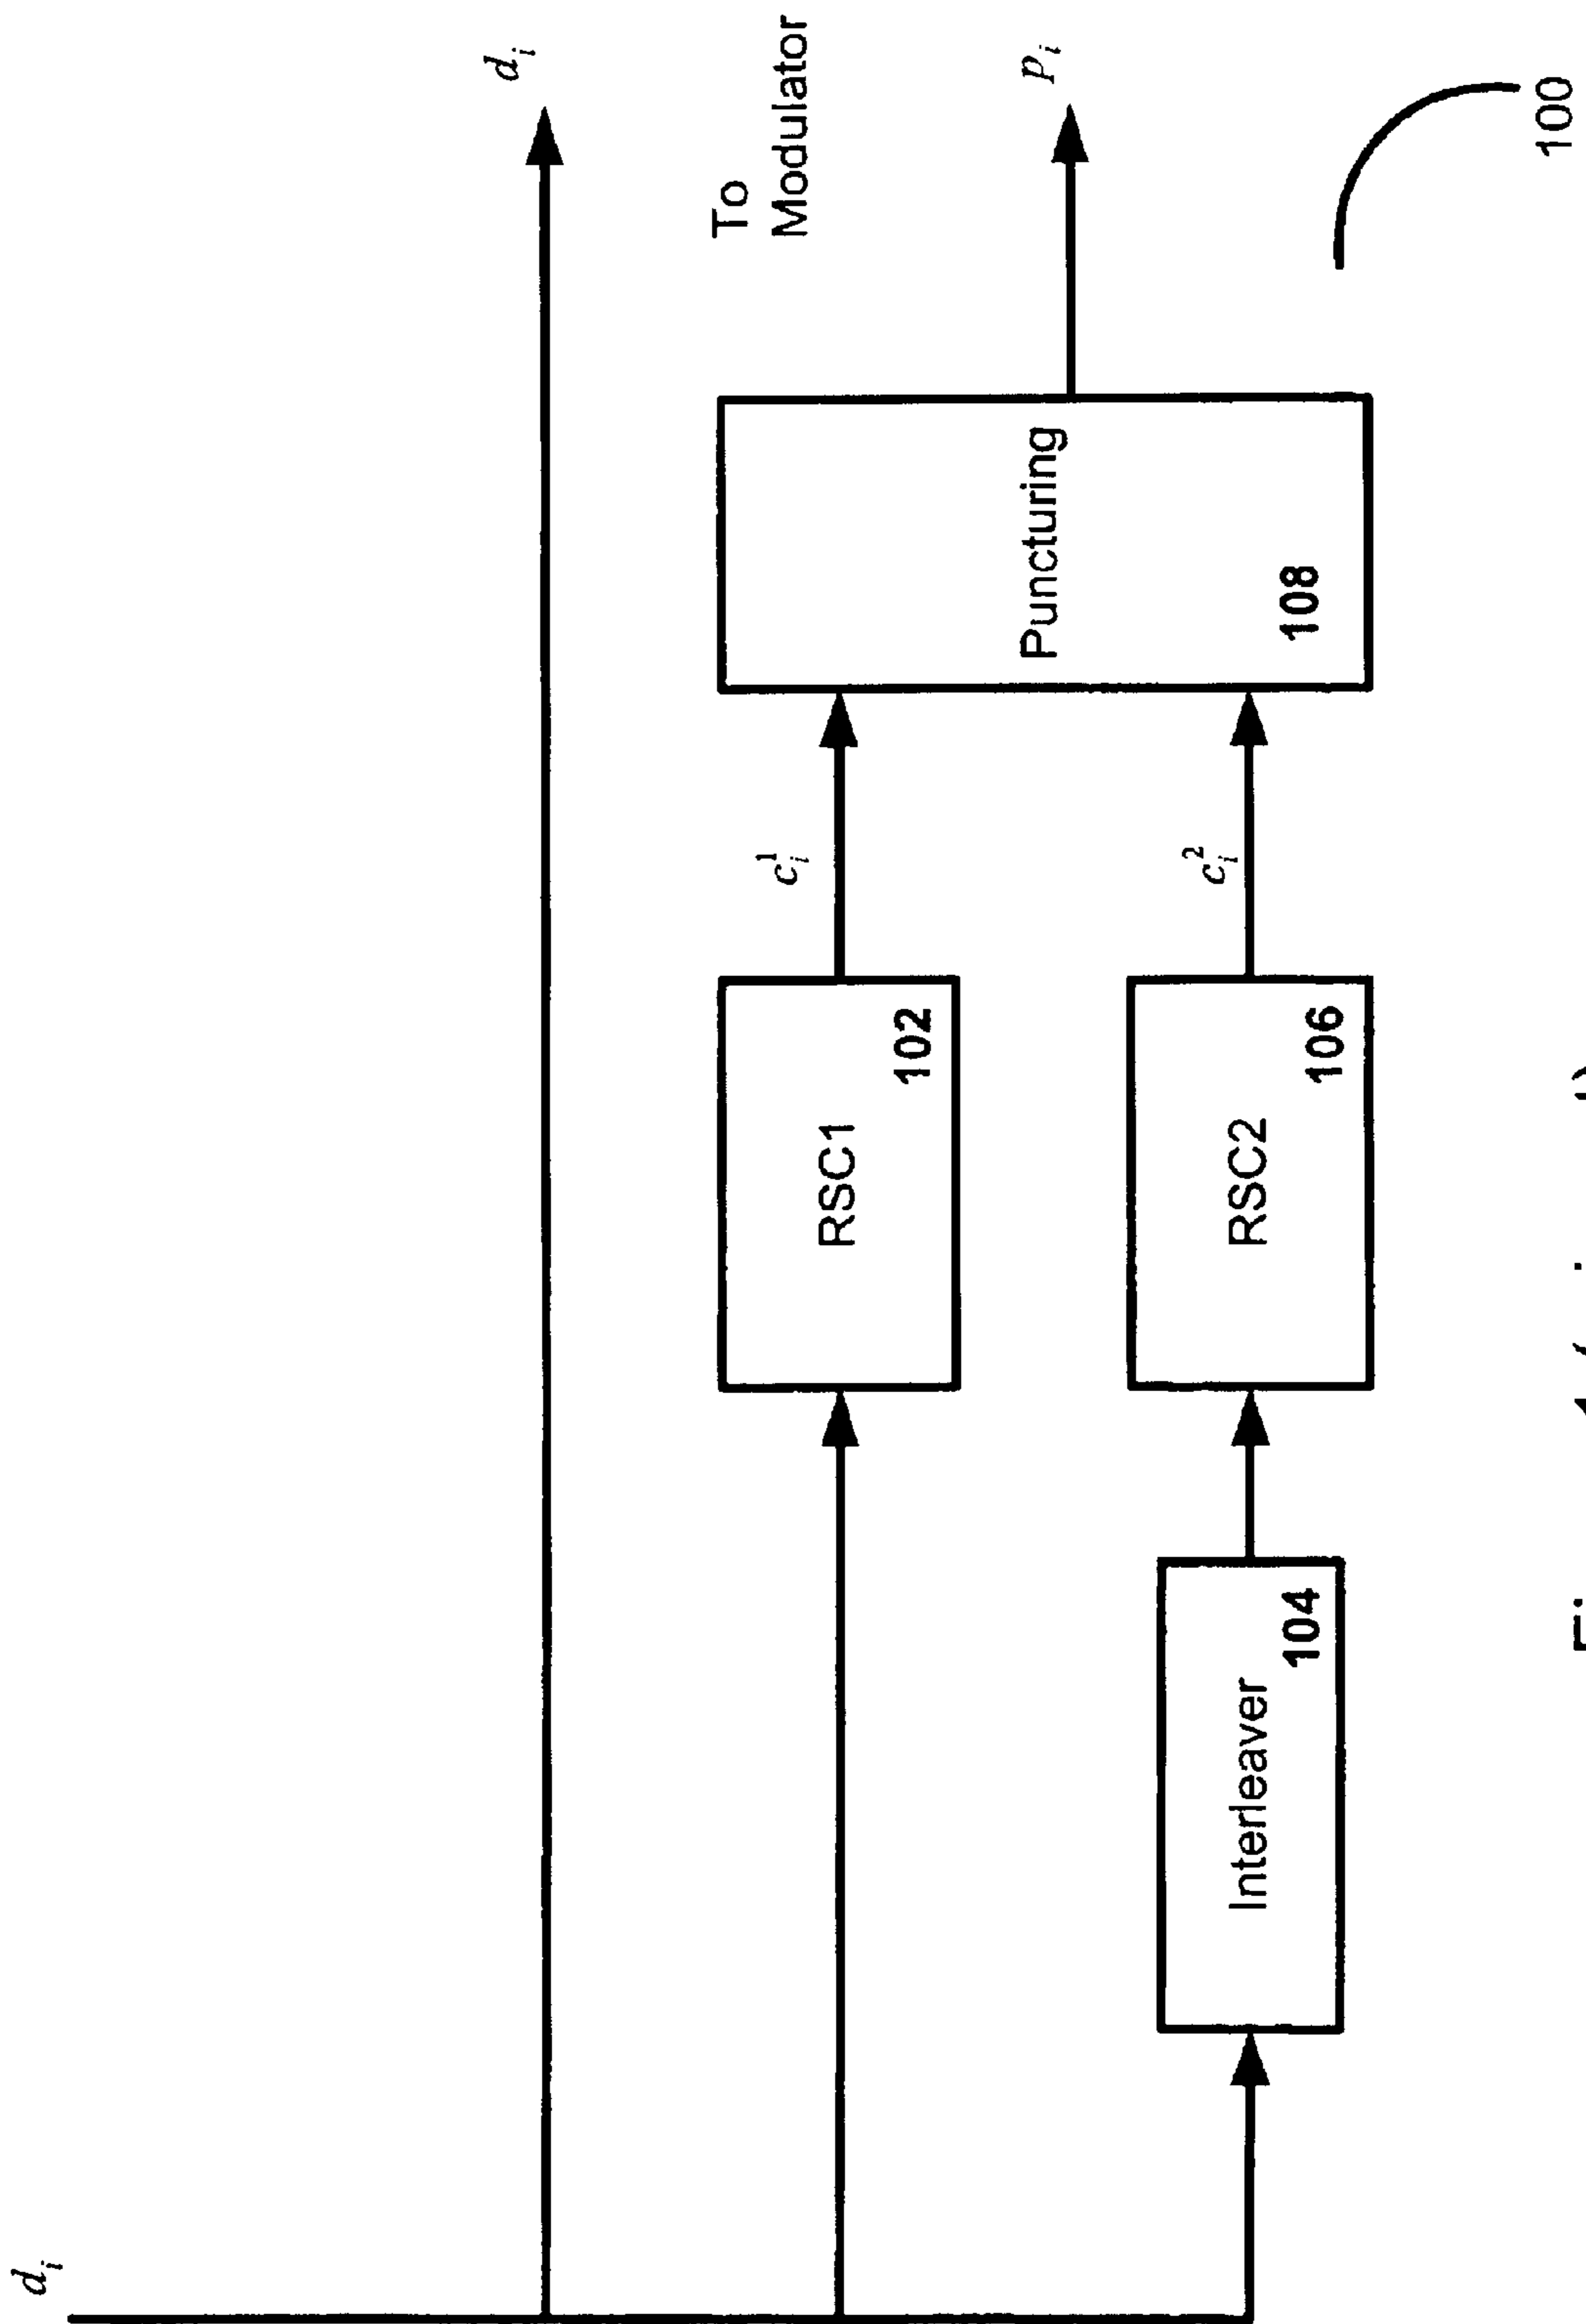 d_i
d_i
To
Modulator
p_i
c_i^1
c_i^2
RSC1
102
RSC2
106
Interleaver
104
Puncturing
108
100